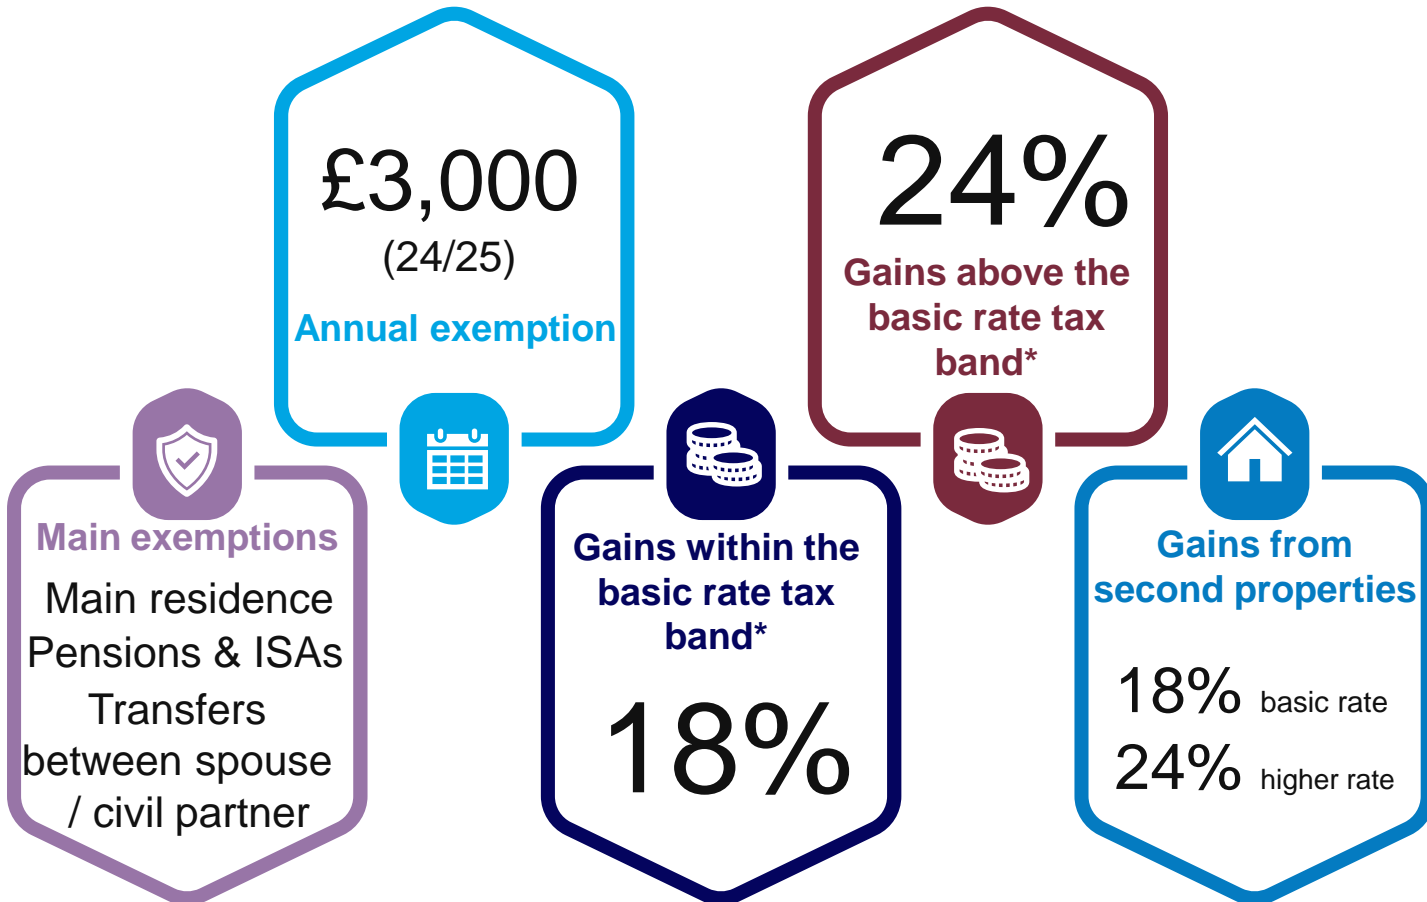 Main exemptions
Main residence
Pensions & ISAs
Transfers
between spouse
/ civil partner
£3,000
(24/25)
Annual exemption
Gains within the
basic rate tax
band*
18%
24%
Gains above the
basic rate tax
band*
Gains from
second properties
18% basic rate
24% higher rate